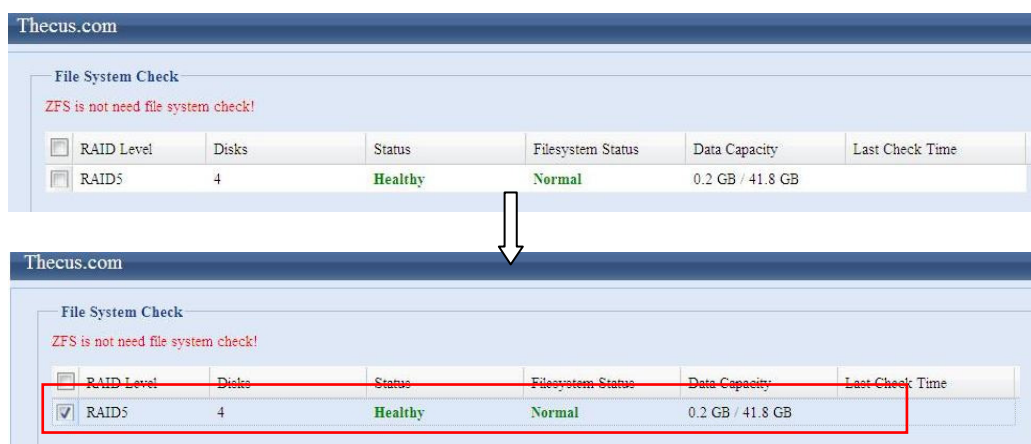 Thecus.com
File System Check
ZFS is not need file system check!
RAID Level Disks Status Filesystem Status Data Capacity Last Check Time
RAID5 4 Healthy Normal 0.2 GB / 41.8 GB
Thecus.com
File System Check
ZFS is not need file system check!
RAID Level Disks Status Filesystem Status Data Capacity Last Check Time
RAID5 4 Healthy Normal 0.2 GB / 41.8 GB